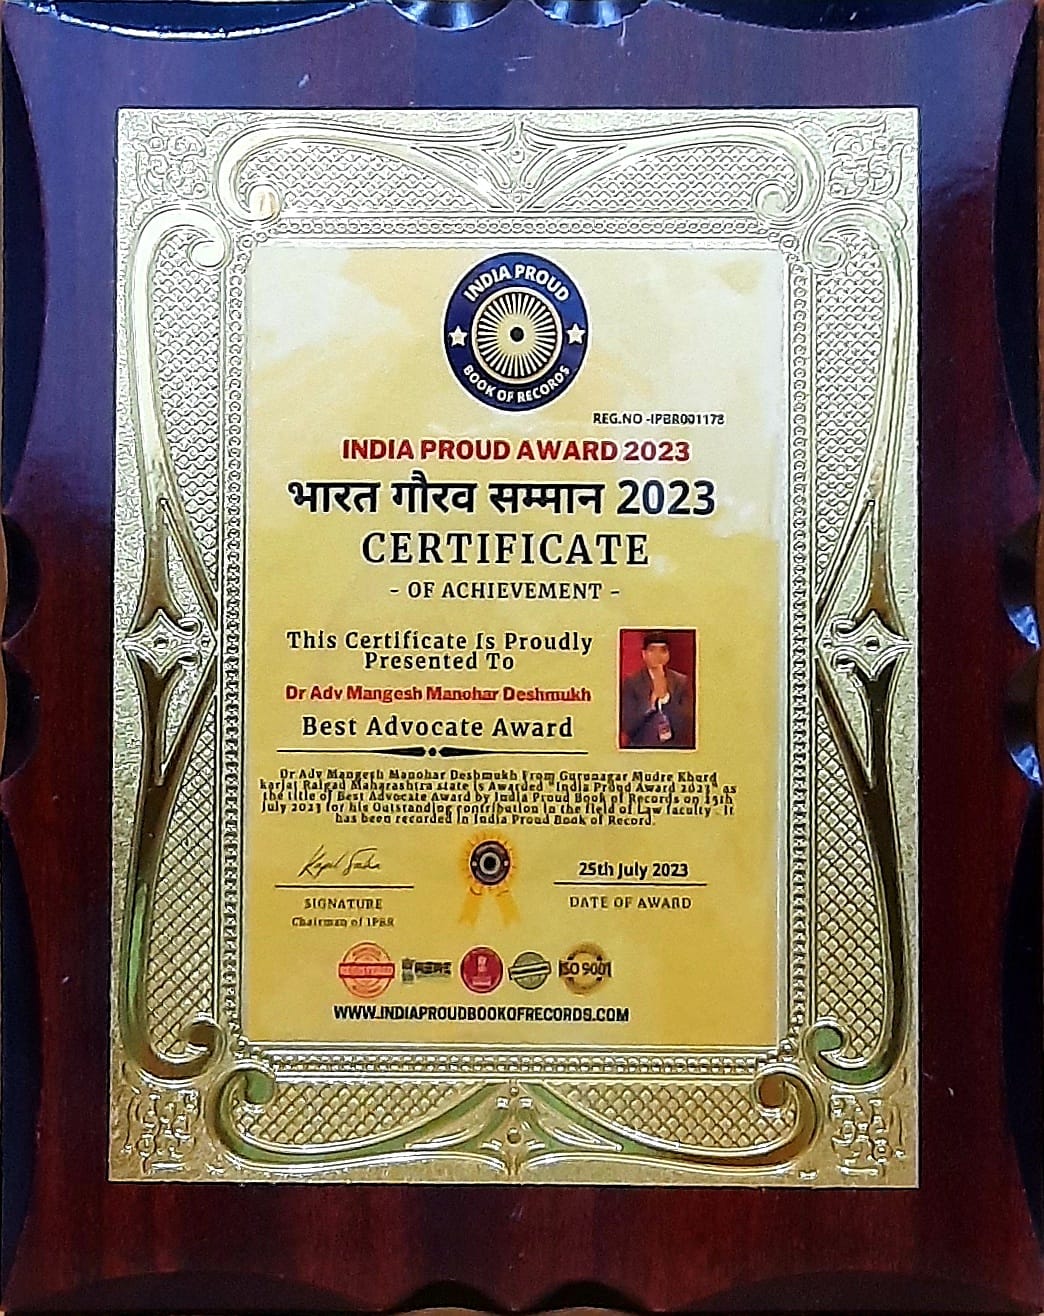 INDIA PROUD
BOOK OF RECORDS
REG.NO -IPBR001178
INDIA PROUD AWARD 2023
भारत गौरव सम्मान 2023
CERTIFICATE
- OF ACHIEVEMENT -
This Certificate Is Proudly
Presented To
Dr Adv Mangesh Manohar Deshmukh
Best Advocate Award
Dr Adv Mangesh Manohar Deshmukh From Gurunagar Mudre Khurd
karjat Raigad Maharashtra state is Awarded "India Proud Award 2023" as
the title of Best Advocate Award by India Proud Book of Records on 25th
July 2023 for his Outstanding contribution in the field of Law faculty . It
has been recorded in India Proud Book of Record.
25th July 2023
SIGNATURE
DATE OF AWARD
Chairman of IPBR
REGISTERED
ISO 9001
WWW.INDIAPROUDBOOKOFRECORDS.COM